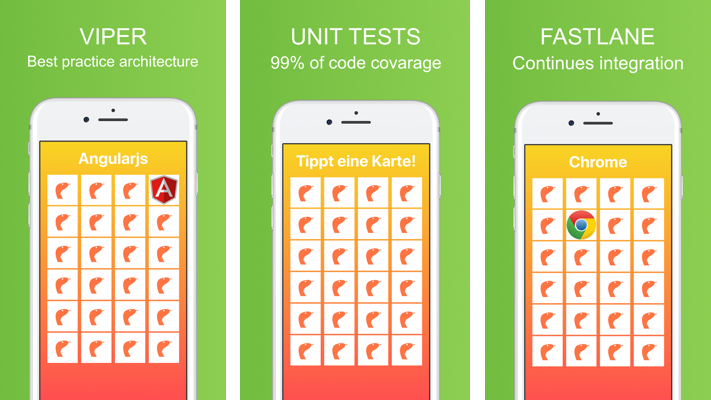 VIPER
Best practice architecture
Angularjs
A
UNIT TESTS
99% of code covarage
Tippt eine Karte!
FASTLANE
Continues integration
Chrome